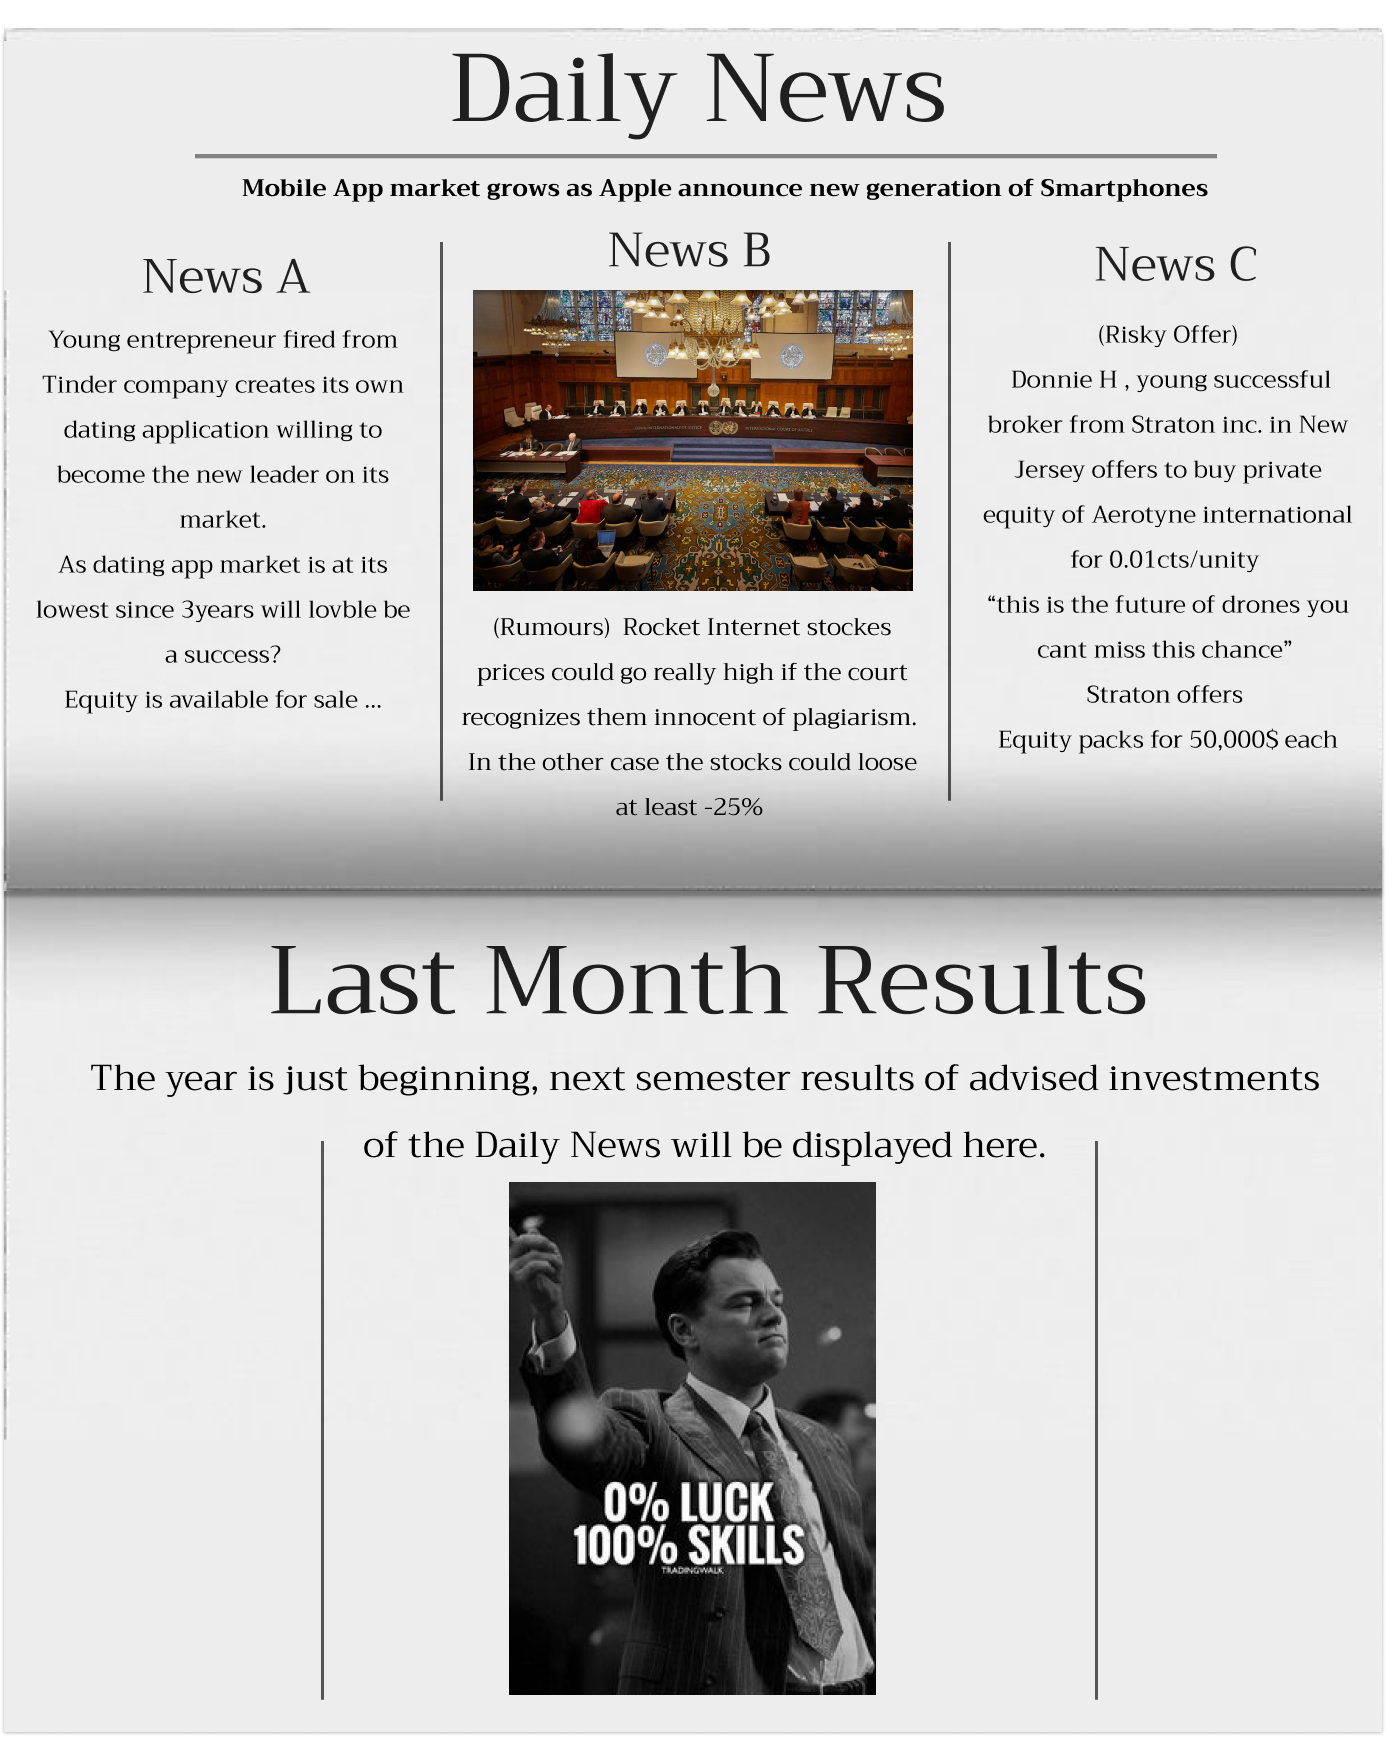 Daily News
Mobile App market grows as Apple announce new generation of Smartphones
News A
Young entrepreneur fired from
Tinder company creates its own
dating application willing to
become the new leader on its
market.
As dating app market is at its
lowest since 3years will lovble be
a success?
Equity is available for sale ...
News B
(Rumours)  Rocket Internet stockes
prices could go really high if the court
recognizes them innocent of plagiarism.
In the other case the stocks could loose
at least -25%
News C
(Risky Offer)
Donnie H , young successful
broker from Straton inc. in New
Jersey offers to buy private
equity of Aerotyne international
for 0.01cts/unity
“this is the future of drones you
cant miss this chance”
Straton offers
Equity packs for 50,000$ each
Last Month Results
The year is just beginning, next semester results of advised investments
of the Daily News will be displayed here.
0% LUCK
100% SKILLS
TRADINGWALK